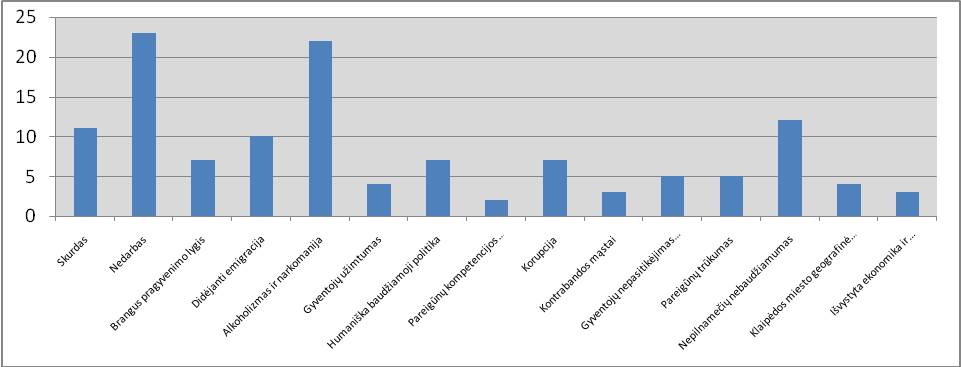 25
20
15
10
5
0
Skurdas
Nedarbas
Brangus pragyvenimo lygis
Didėjanti emigracija
Alkoholizmas ir narkomanija
Gyventojų užimtumas
Humaniška baudžiamoji politika
Pareigūnų kompetencijos...
Korupcija
Kontrabandos mąstai
Gyventojų nepasitikėjimas...
Pareigūnų trūkumas
Nepilnamečių nebaudžiamumas
Klaipėdos miesto geografinė...
Išvystyta ekonomika ir...